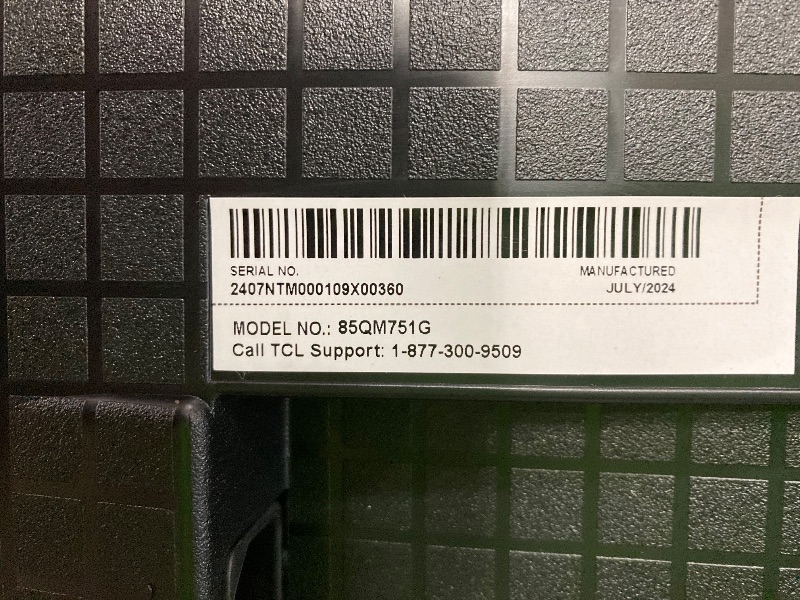 SERIAL NO.
MANUFACTURED
2407NTM000109X00360
JULY/2024
MODEL NO.: 85QM751G
Call TCL Support: 1-877-300-9509